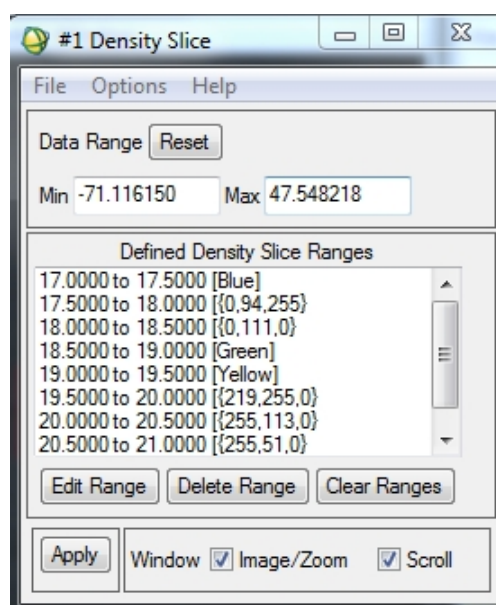 #1 Density Slice
File Options Help
Data Range Reset
Min -71.116150 Max 47.548218
Defined Density Slice Ranges
17.0000 to 17.5000 [Blue]
17.5000 to 18.0000 [{0,94,255}
18.0000 to 18.5000 [{0,111,0}
18.5000 to 19.0000 [Green]
19.0000 to 19.5000 [Yellow]
19.5000 to 20.0000 [{219,255,0}
20.0000 to 20.5000 [{255,113,0}
20.5000 to 21.0000 [{255,51,0}
Edit Range Delete Range Clear Ranges
Apply Window Image/Zoom Scroll